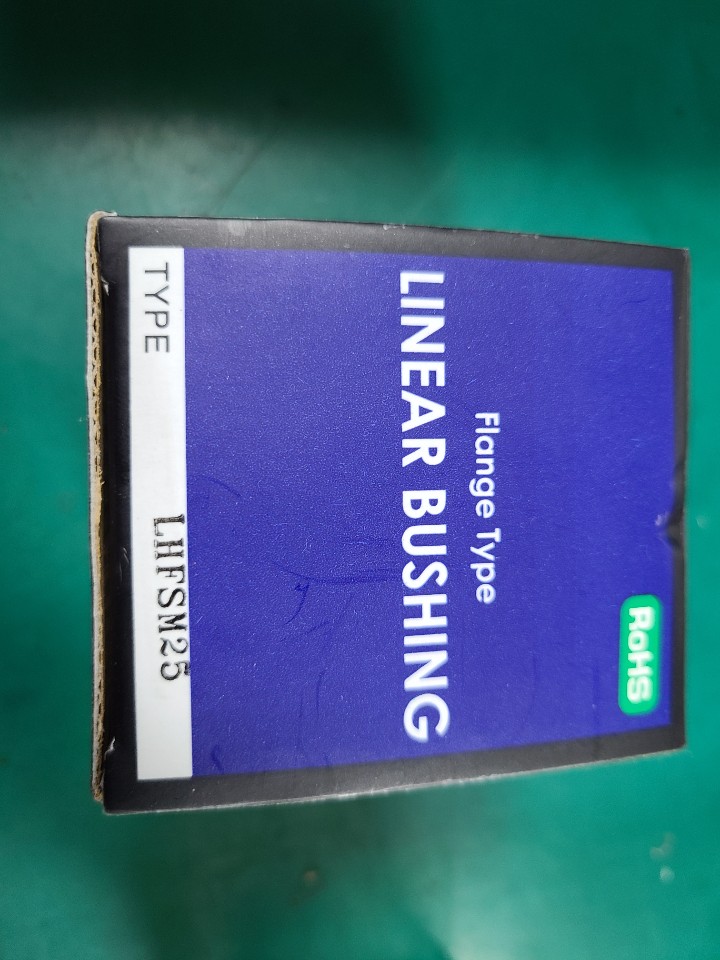 RoHS
Flange Type
LINEAR BUSHING
TYPE LHFSM25